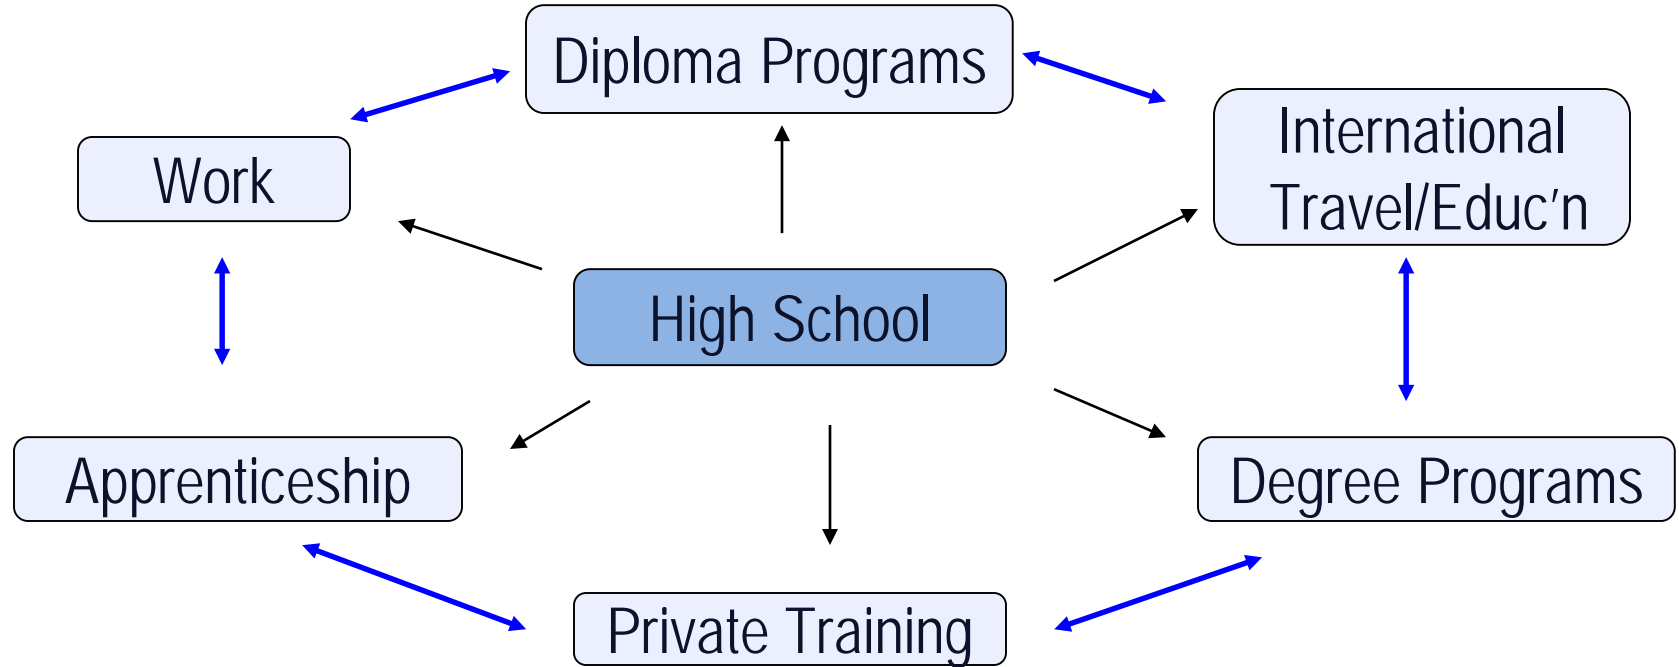 Diploma Programs
International
Travel/Educ’n
Work
High School
Apprenticeship
Degree Programs
Private Training